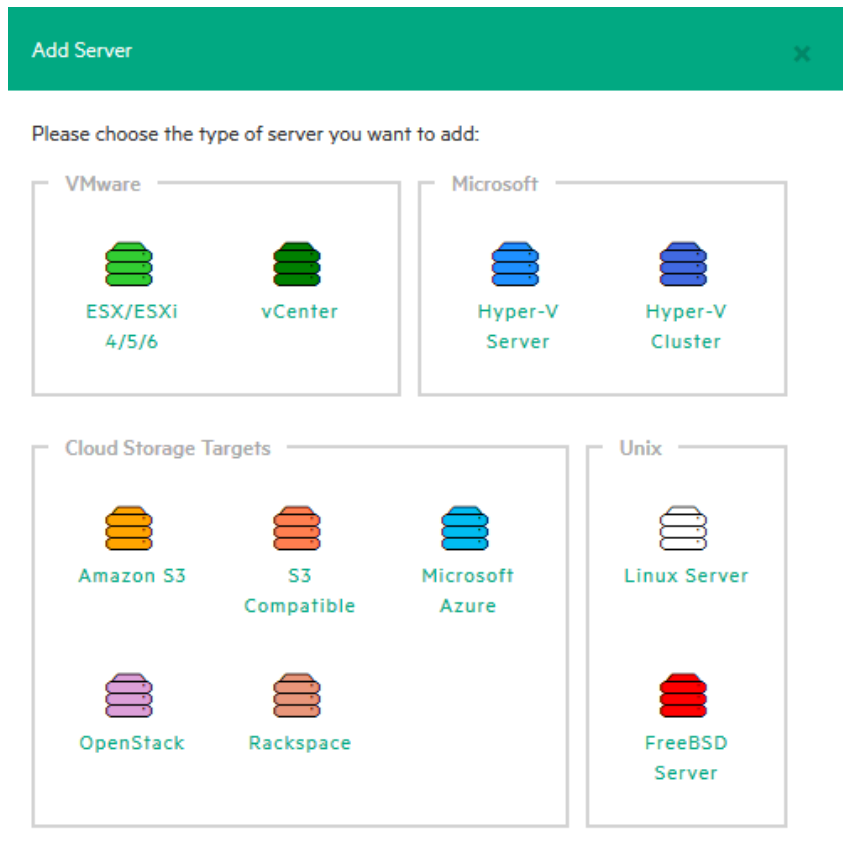 Add Server
Please choose the type of server you want to add:
VMware
ESX/ESXi
4/5/6
vCenter
Microsoft
Hyper-V
Server
Hyper-V
Cluster
Cloud Storage Targets
Amazon S3
S3
Compatible
Microsoft
Azure
OpenStack
Rackspace
Unix
Linux Server
FreeBSD
Server